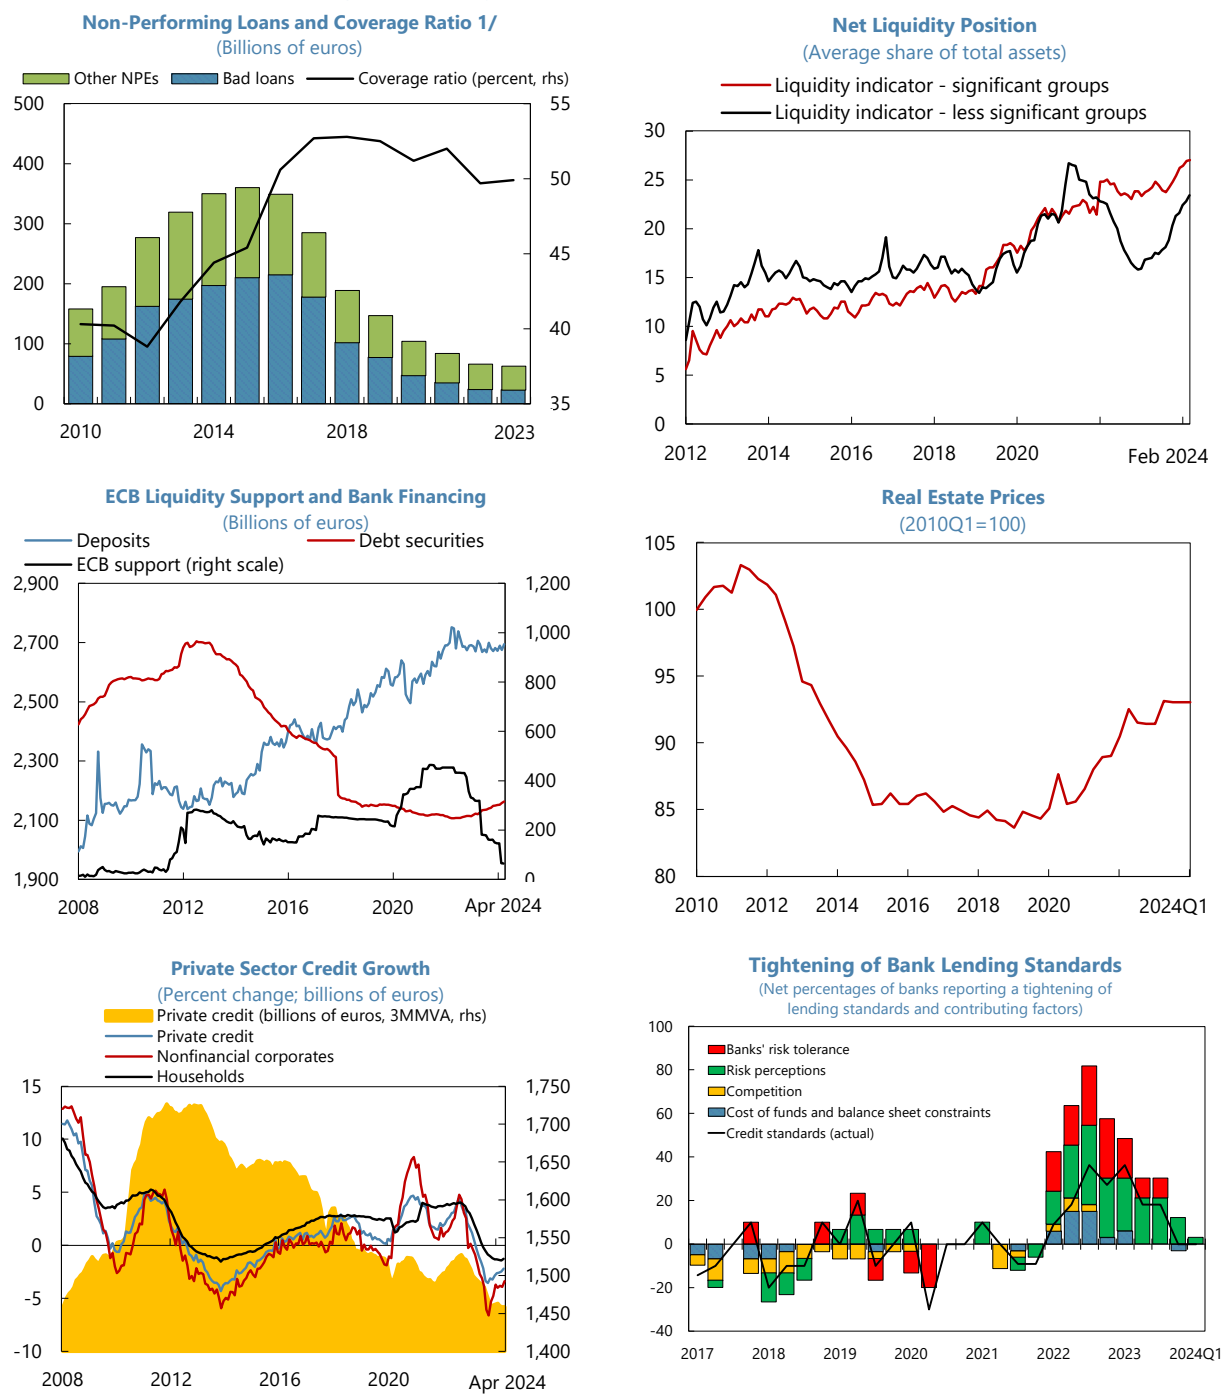 Non-Performing Loans and Coverage Ratio 1/
(Billions of euros)
Other NPEs Bad loans Coverage ratio (percent, rhs)
500 55
400 50
300
200 45
100 40
0 35
2010 2014 2018 2023
Net Liquidity Position
(Average share of total assets)
Liquidity indicator - significant groups
Liquidity indicator - less significant groups
30
25
20
15
10
5
0
2012 2014 2016 2018 2020 Feb 2024
ECB Liquidity Support and Bank Financing
(Billions of euros)
Deposits Debt securities
ECB support (right scale)
2,900 1,200
2,700 1,000
2,500 800
600
2,300 400
2,100 200
1,900 0
2008 2012 2016 2020 Apr 2024
Real Estate Prices
(2010Q1=100)
105
100
95
90
85
80
2010 2012 2014 2016 2018 2020 2024Q1
Private Sector Credit Growth
(Percent change; billions of euros)
Private credit (billions of euros, 3MMVA, rhs)
Private credit
Nonfinancial corporates
Households
15 1,750
10 1,700
1,650
5 1,600
0 1,550
-5 1,500
1,450
-10 1,400
2008 2012 2016 2020 Apr 2024
Tightening of Bank Lending Standards
(Net percentages of banks reporting a tightening of
lending standards and contributing factors)
100
80
60
40
20
0
-20
-40
Banks' risk tolerance
Risk perceptions
Competition
Cost of funds and balance sheet constraints
Credit standards (actual)
2017 2018 2019 2020 2021 2022 2023 2024Q1